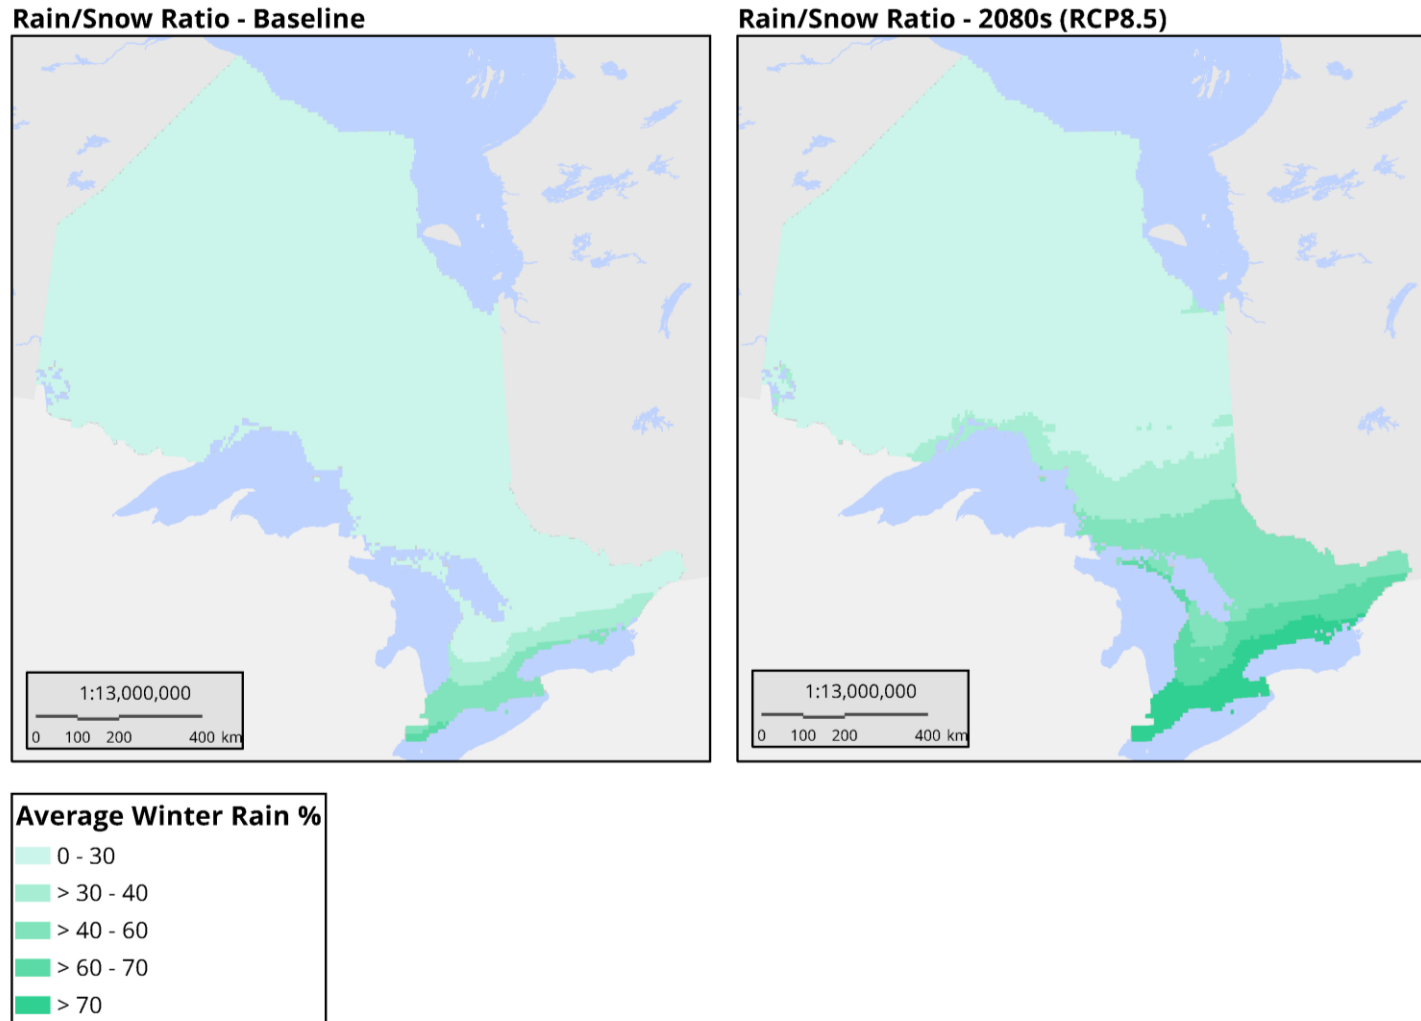 Rain/Snow Ratio - Baseline
Rain/Snow Ratio - 2080s (RCP8.5)
1:13,000,000
0 100 200 400 km
1:13,000,000
0 100 200 400 km
Average Winter Rain %
0 - 30
> 30 - 40
> 40 - 60
> 60 - 70
> 70